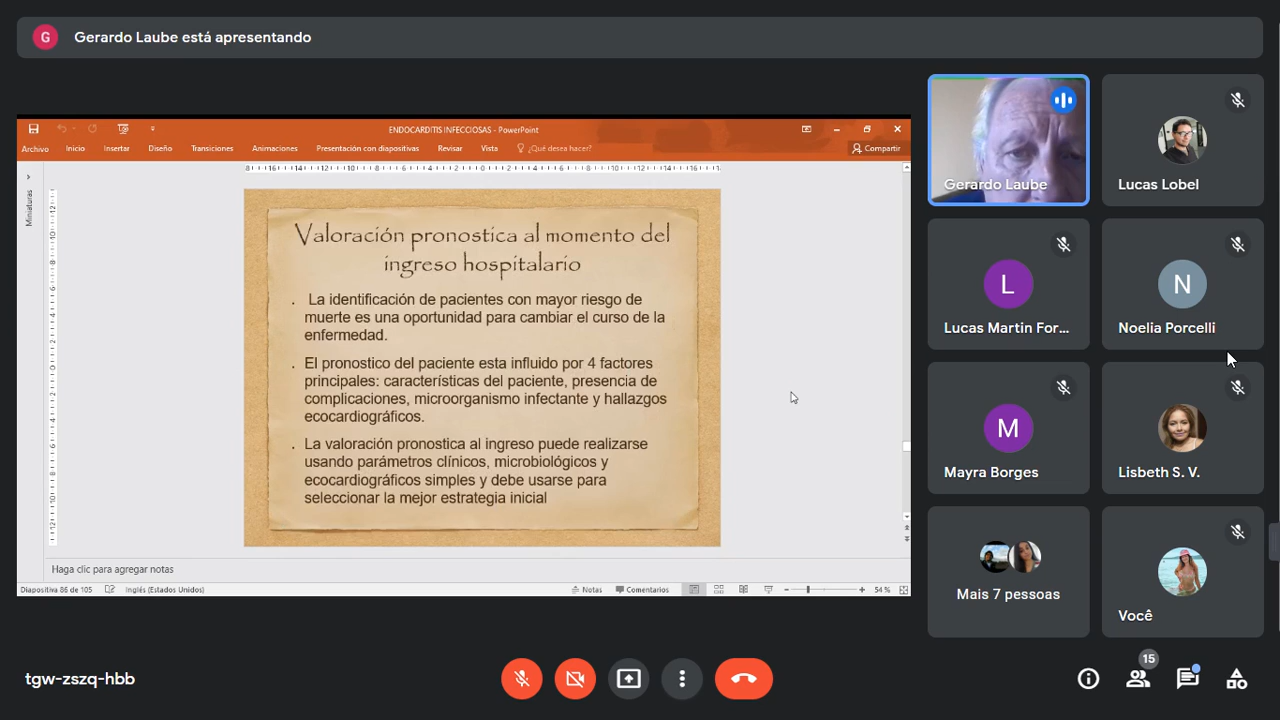 G Gerardo Laube está apresentando
ENDOCARDITIS INFECCIOSAS - PowerPoint
Archivo Inicio Insertar Diseño Transiciones Animaciones Presentación con diapositivas Revisar Vista ¿Qué desea hacer? Compartir
Miniaturas
Valoración pronostica al momento del
ingreso hospitalario
. La identificación de pacientes con mayor riesgo de
muerte es una oportunidad para cambiar el curso de la
enfermedad.
. El pronostico del paciente esta influido por 4 factores
principales: características del paciente, presencia de
complicaciones, microorganismo infectante y hallazgos
ecocardiográficos.
. La valoración pronostica al ingreso puede realizarse
usando parámetros clínicos, microbiológicos y
ecocardiográficos simples y debe usarse para
seleccionar la mejor estrategia inicial
Haga clic para agregar notas
Diapositiva 86 de 105 Inglés (Estados Unidos) Notas Comentarios 54 %
Gerardo Laube
Lucas Lobel
L
Lucas Martin For...
N
Noelia Porcelli
M
Mayra Borges
Lisbeth S. V.
Mais 7 pessoas
Você
tgw-zszq-hbb
15